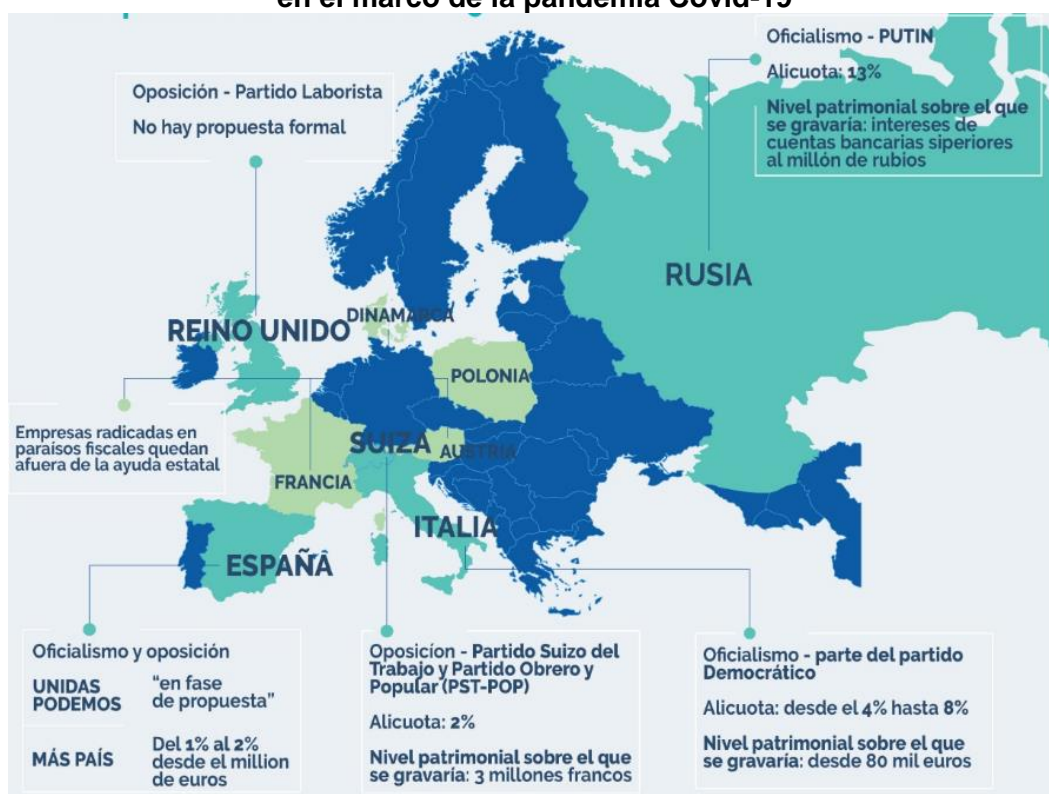 en el marco de la pandemia Covid-19
Oficialismo - PUTIN
Alicuota: 13%
Nivel patrimonial sobre el que
se gravaría: intereses de
cuentas bancarias siperiores
al millón de rubios
Oposición - Partido Laborista
No hay propuesta formal
RUSIA
DINAMARCA
REINO UNIDO
POLONIA
Empresas radicadas en
paraísos fiscales quedan
afuera de la ayuda estatal
SUIZA
AUSTRIA
FRANCIA
ITALIA
ESPAÑA
Oficialismo y oposición
UNIDAS
PODEMOS
“en fase
de propuesta”
MÁS PAÍS
Del 1% al 2%
desde el million
de euros
Oposicíon - Partido Suizo del
Trabajo y Partido Obrero y
Popular (PST-POP)
Alicuota: 2%
Nivel patrimonial sobre el que
se gravaría: 3 millones francos
Oficialismo - parte del partido
Democrático
Alicuota: desde el 4% hasta 8%
Nivel patrimonial sobre el que
se gravaría: desde 80 mil euros